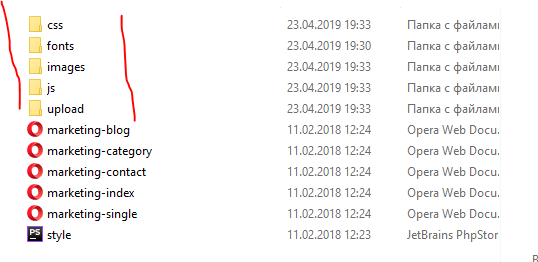 css 23.04.2019 19:33 Папка с файлами
fonts 23.04.2019 19:30 Папка с файлами
images 23.04.2019 19:33 Папка с файлами
js 23.04.2019 19:33 Папка с файлами
upload 23.04.2019 19:33 Папка с файлами
marketing-blog 11.02.2018 12:24 Opera Web Docu...
marketing-category 11.02.2018 12:24 Opera Web Docu...
marketing-contact 11.02.2018 12:24 Opera Web Docu...
marketing-index 11.02.2018 12:24 Opera Web Docu...
marketing-single 11.02.2018 12:24 Opera Web Docu...
PS style 11.02.2018 12:23 JetBrains PhpStor